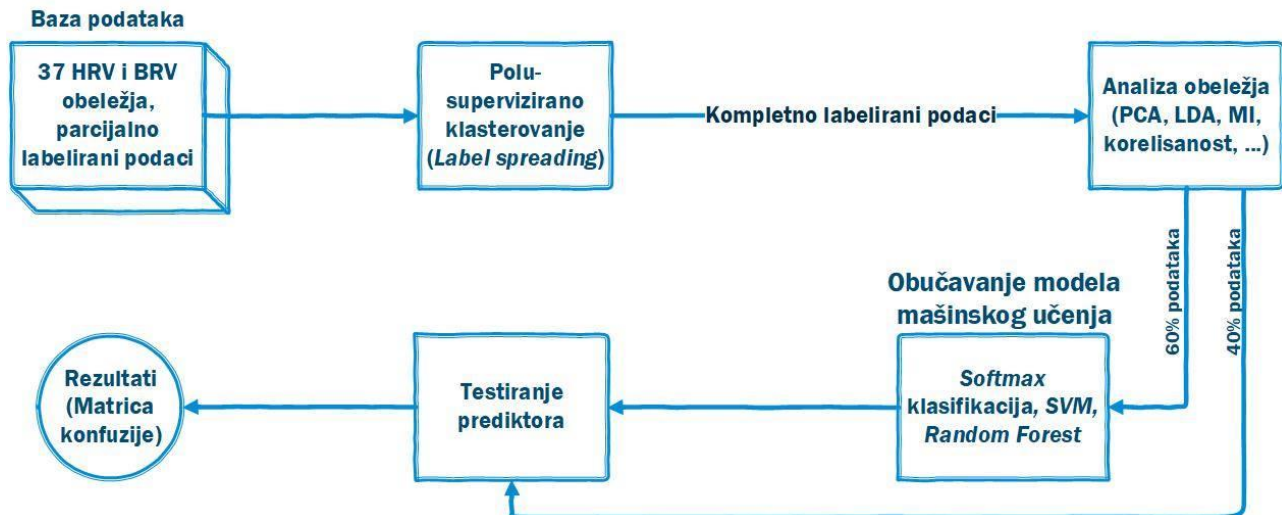 Baza podataka
37 HRV i BRV
obeležja,
parcijalno
labelirani podaci
Polu-
supervizirano
klasterovanje
(Label spreading)
Kompletno labelirani podaci
Analiza obeležja
(PCA, LDA, MI,
korelisanost, ...)
60% podataka
40% podataka
Obučavanje modela
mašinskog učenja
Softmax
klasifikacija, SVM,
Random Forest
Testiranje
prediktora
Rezultati
(Matrica
konfuzije)